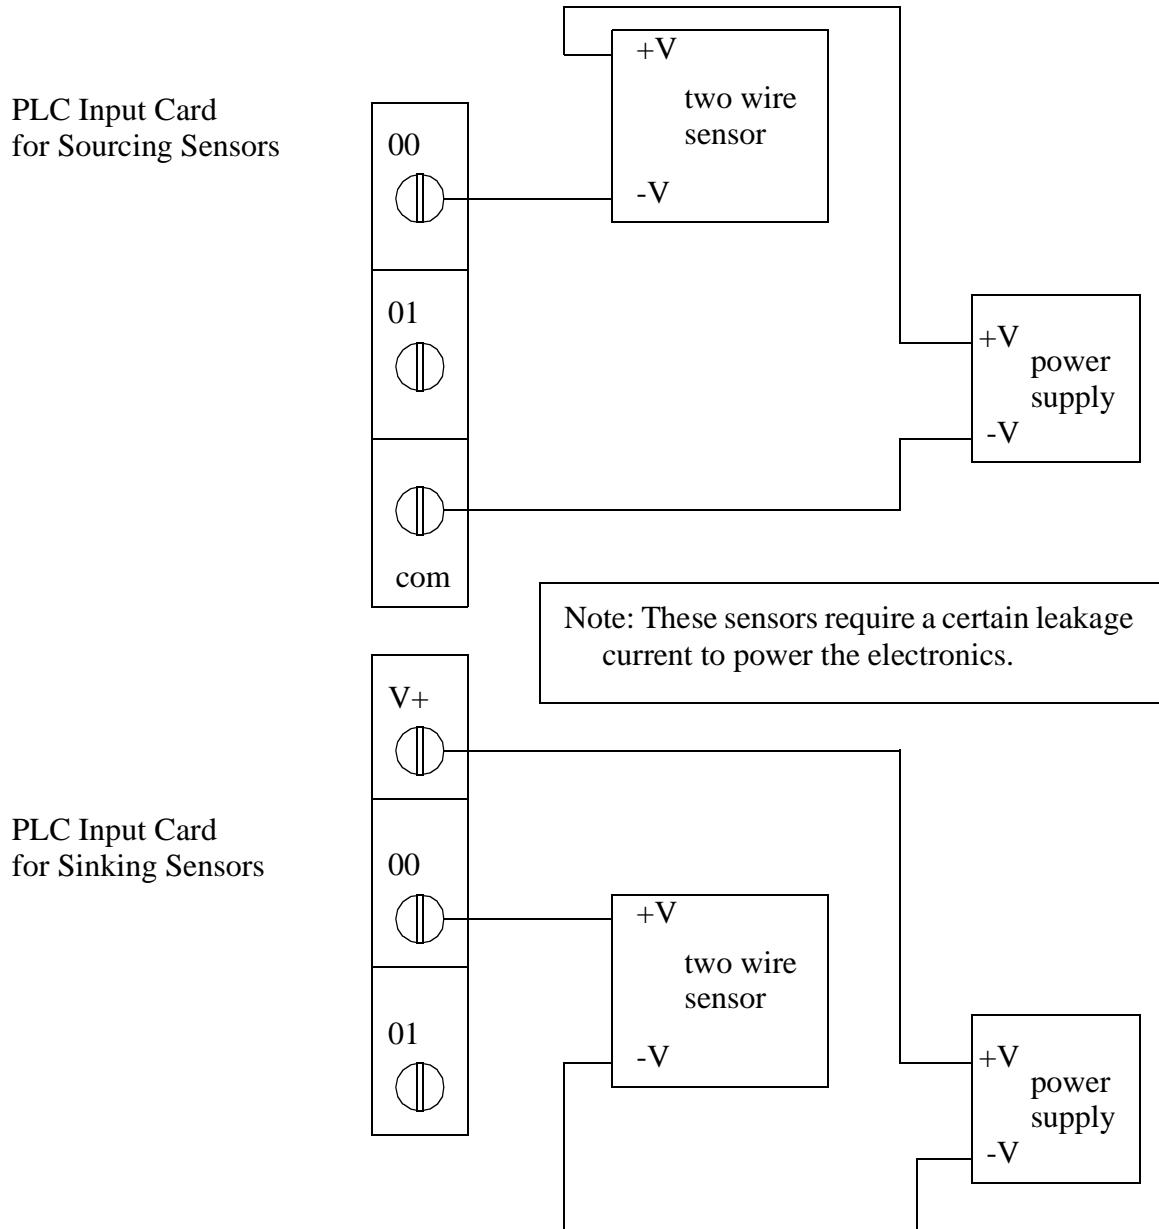 +V
two wire
sensor
-V
PLC Input Card
for Sourcing Sensors
00
01
com
+V
power
supply
-V
Note: These sensors require a certain leakage
current to power the electronics.
V+
PLC Input Card
for Sinking Sensors
00
01
+V
two wire
sensor
-V
+V
power
supply
-V